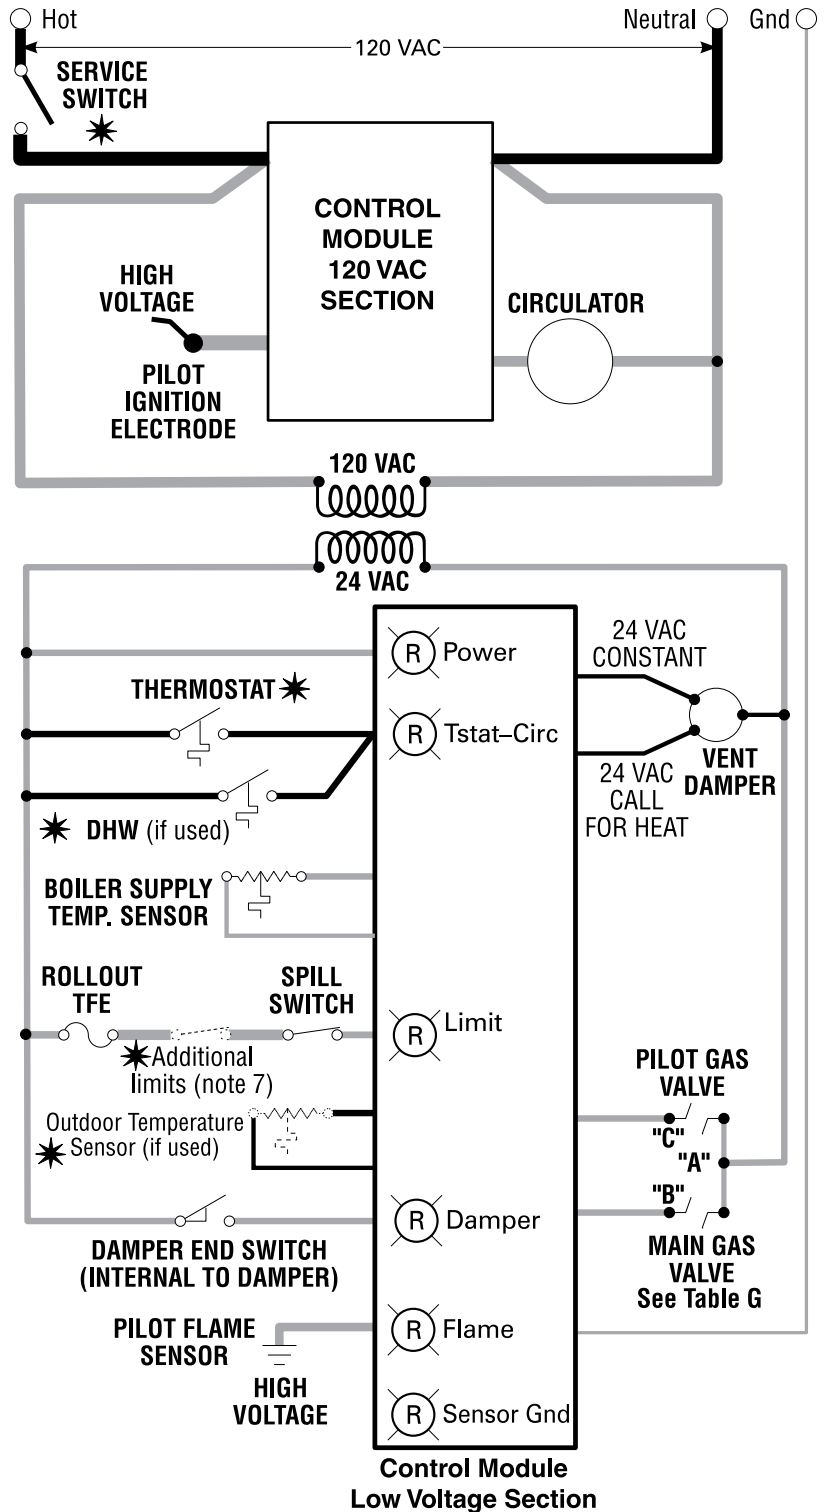 Hot
Neutral
Gnd
120 VAC
SERVICE
SWITCH
CONTROL
MODULE
120 VAC
SECTION
HIGH
VOLTAGE
CIRCULATOR
PILOT
IGNITION
ELECTRODE
120 VAC
24 VAC
R Power
24 VAC
CONSTANT
THERMOSTAT
R Tstat–Circ
VENT
DAMPER
24 VAC
CALL
FOR HEAT
DHW (if used)
BOILER SUPPLY
TEMP. SENSOR
ROLLOUT
TFE
SPILL
SWITCH
R Limit
Additional
limits (note 7)
PILOT GAS
VALVE
Outdoor Temperature
Sensor (if used)
"C"
"A"
"B"
R Damper
DAMPER END SWITCH
(INTERNAL TO DAMPER)
MAIN GAS
VALVE
See Table G
PILOT FLAME
SENSOR
R Flame
HIGH
VOLTAGE
R Sensor Gnd
Control Module
Low Voltage Section